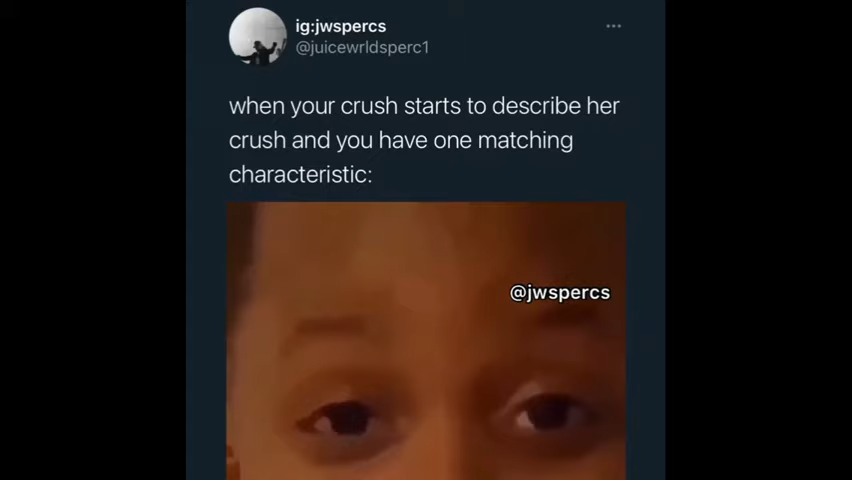 ig:jwspercs
@juicewrldsperc1
when your crush starts to describe her
crush and you have one matching
characteristic:
@jwspercs